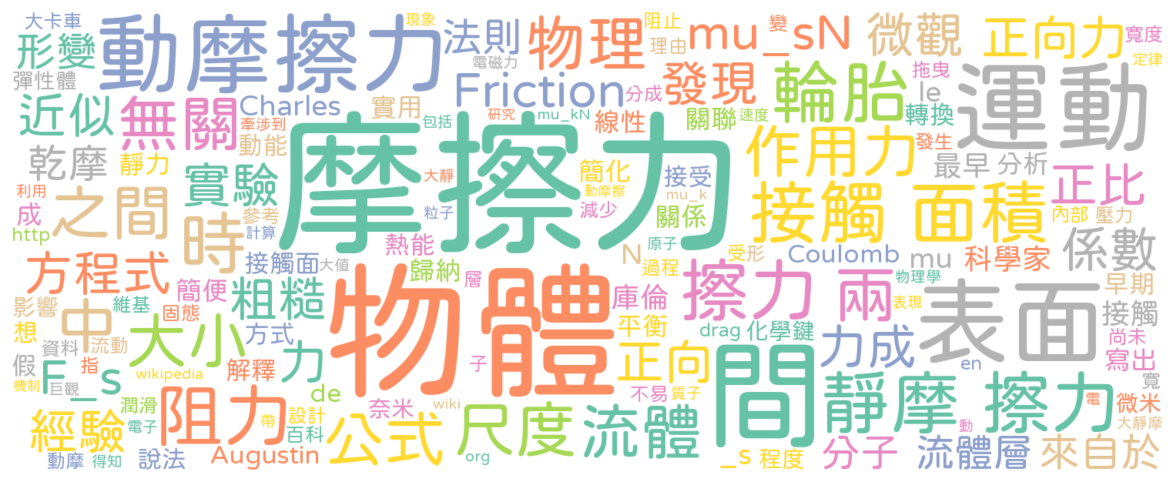 大卡車
現象
阻止
變
形變
動摩擦力
法則
物理
mu_sN
微觀
正向力
寬度
電磁力
理由
定律
彈性體
Friction
發現
輪胎
拖曳
le
運動
近似
無關
Charles
實用
分成
轉換
牽涉到
包括
研究
mu_kN
線性
關聯
速度
發生
乾摩
靜力
動能
摩擦力
簡化
作用力
最早
分析
實驗
大靜
動摩擦
接受
mu_k
接觸
面積
正比
利用
成
之間
時
參考
粒子
減少
關係
內部
壓力
http
計算
熱能
原子
係數
方程式
接觸面
大值
歸納
N
過程
受形
Coulomb
mu
科學家
簡便
粗糙
層
物體
庫倫
擦力
兩
物理學
表現
表面
早期
接觸
影響
維基
固態
中
大小
方式
平衡
drag
化學鍵
力成
尚未
寫出
想
資料
流動
假
F_s
指
解釋
力
子
正向
間
en
寬
機制
巨觀
wikipedia
de
奈米
wiki
不易
質子
靜摩
擦力
電
微米
大靜摩
經驗
潤滑
電子
阻力
帶
設計
百科
公式
尺度
流體
動
動摩
得知
說法
Augustin
org
_s
程度
分子
流體層
來自於